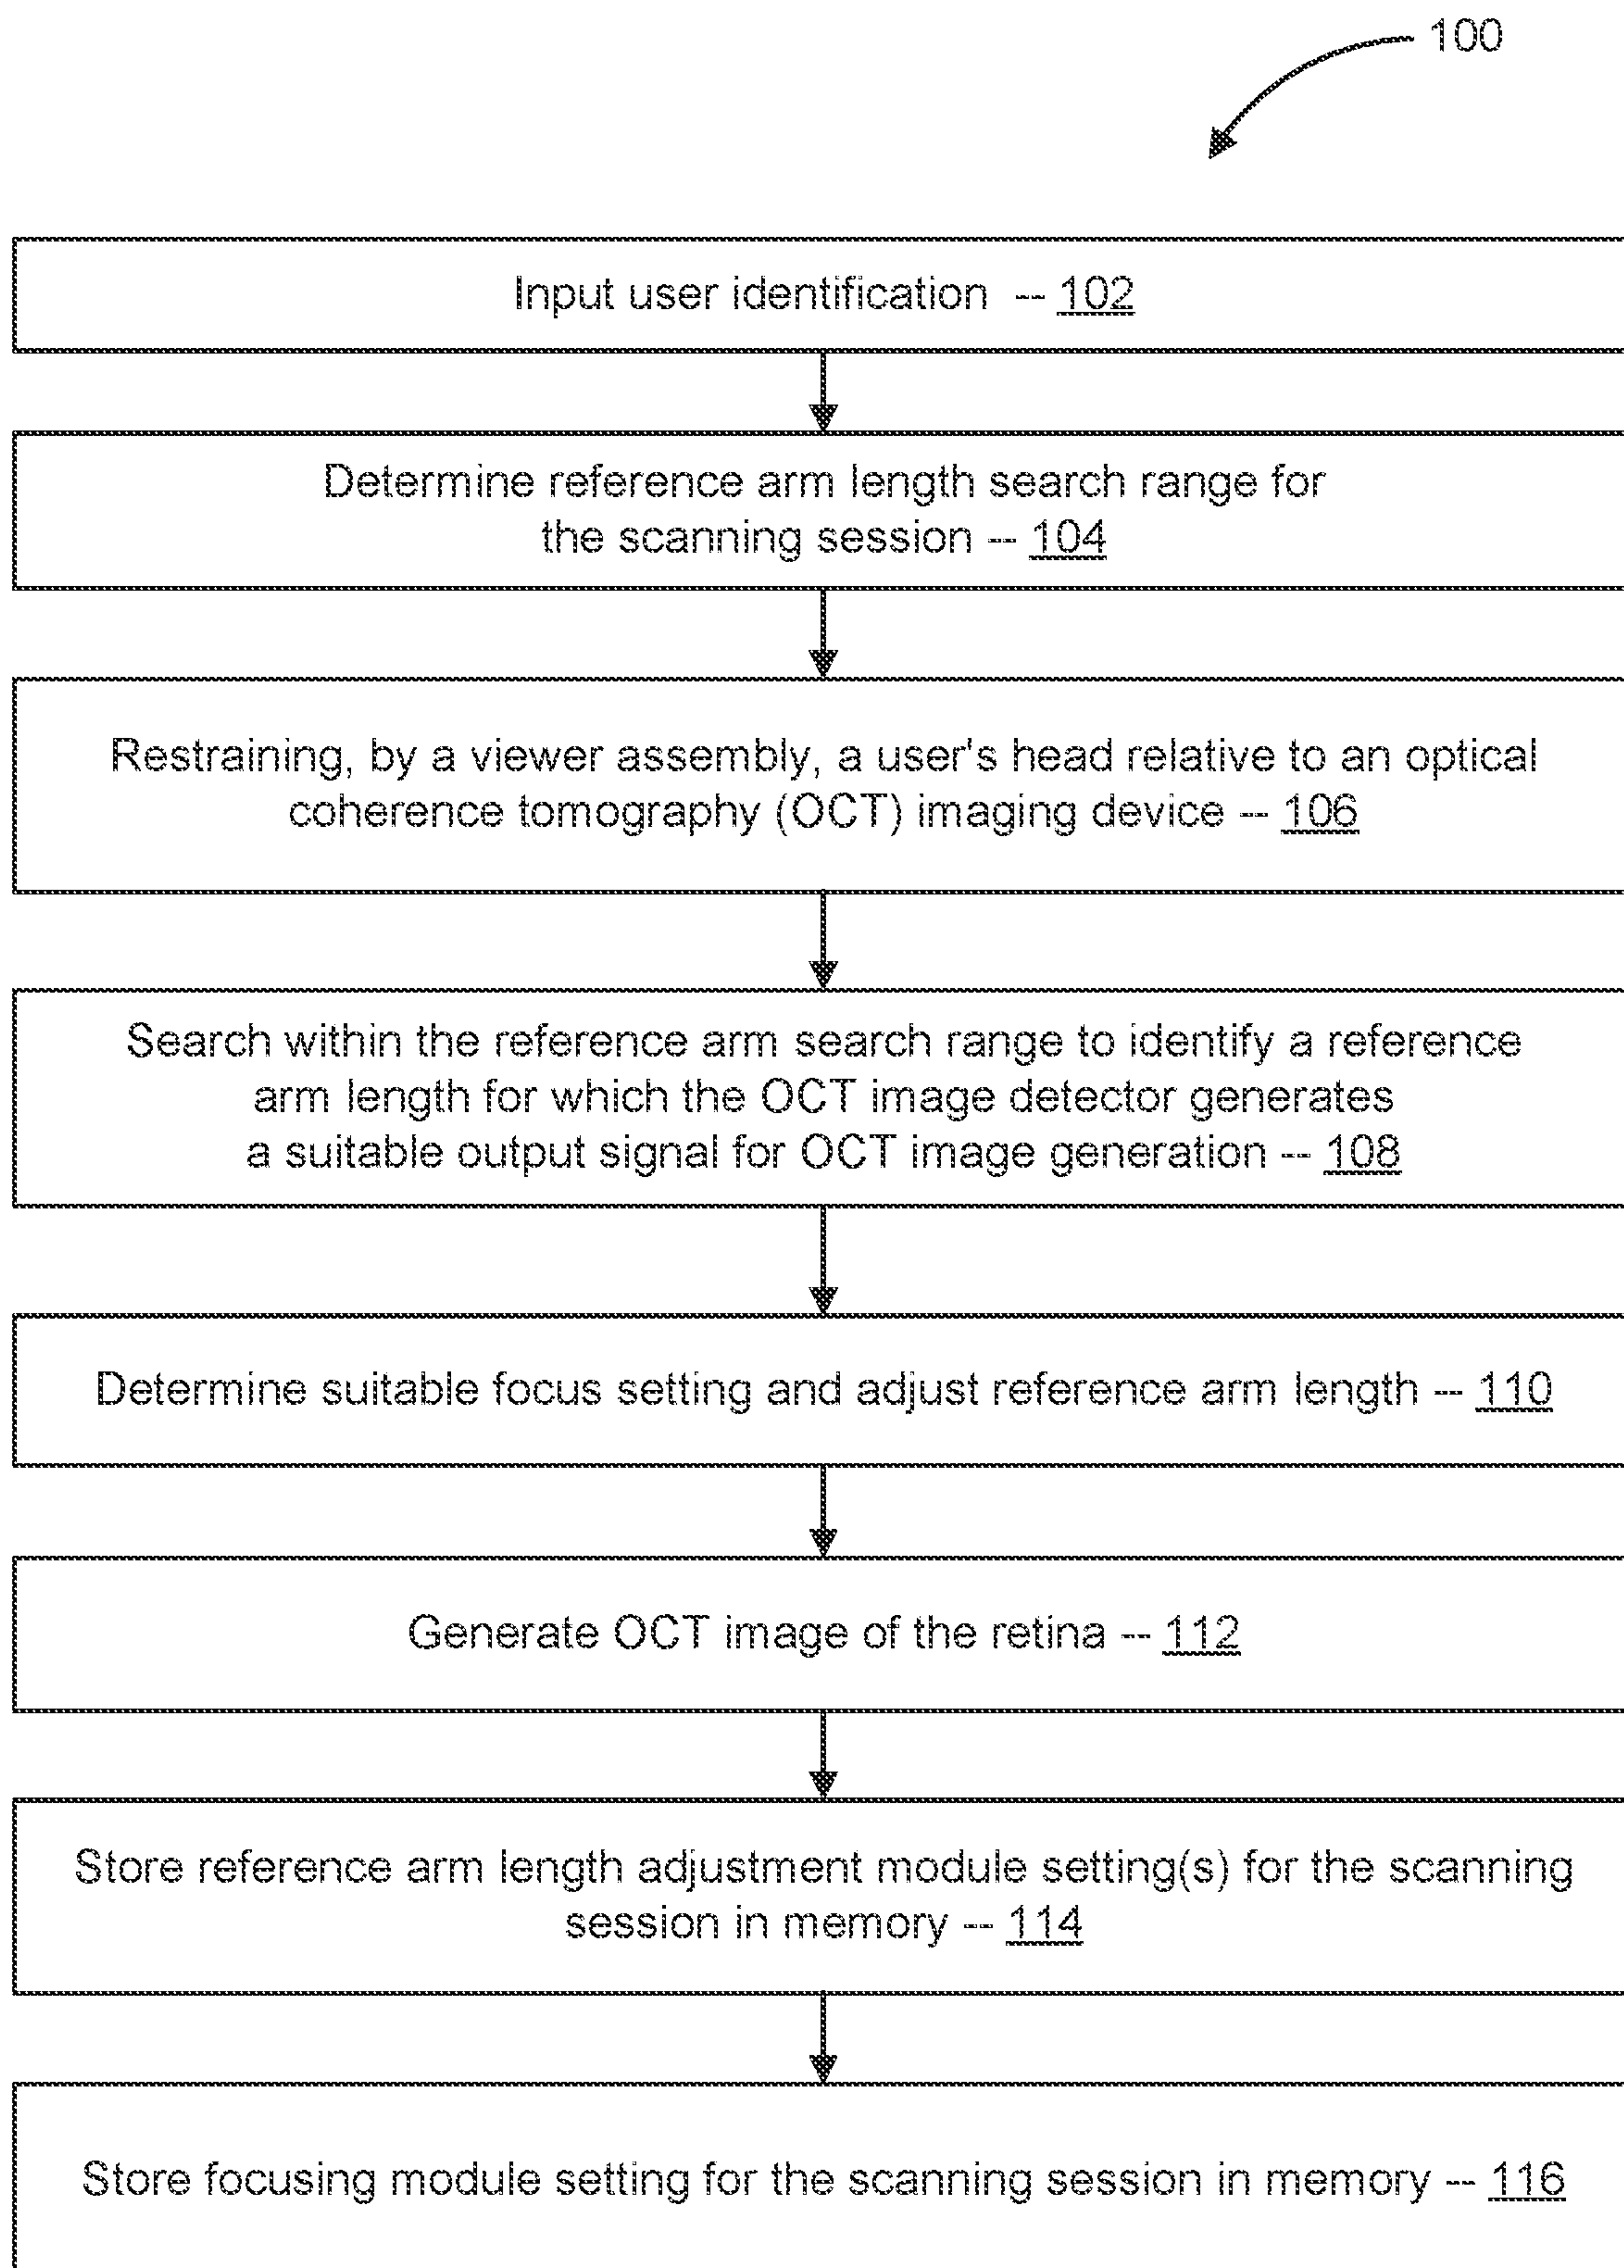 100
Input user identification -- 102
Determine reference arm length search range for
the scanning session -- 104
Restraining, by a viewer assembly, a user's head relative to an optical
coherence tomography (OCT) imaging device -- 106
Search within the reference arm search range to identify a reference
arm length for which the OCT image detector generates
a suitable output signal for OCT image generation -- 108
Determine suitable focus setting and adjust reference arm length -- 110
Generate OCT image of the retina -- 112
Store reference arm length adjustment module setting(s) for the scanning
session in memory -- 114
Store focusing module setting for the scanning session in memory -- 116